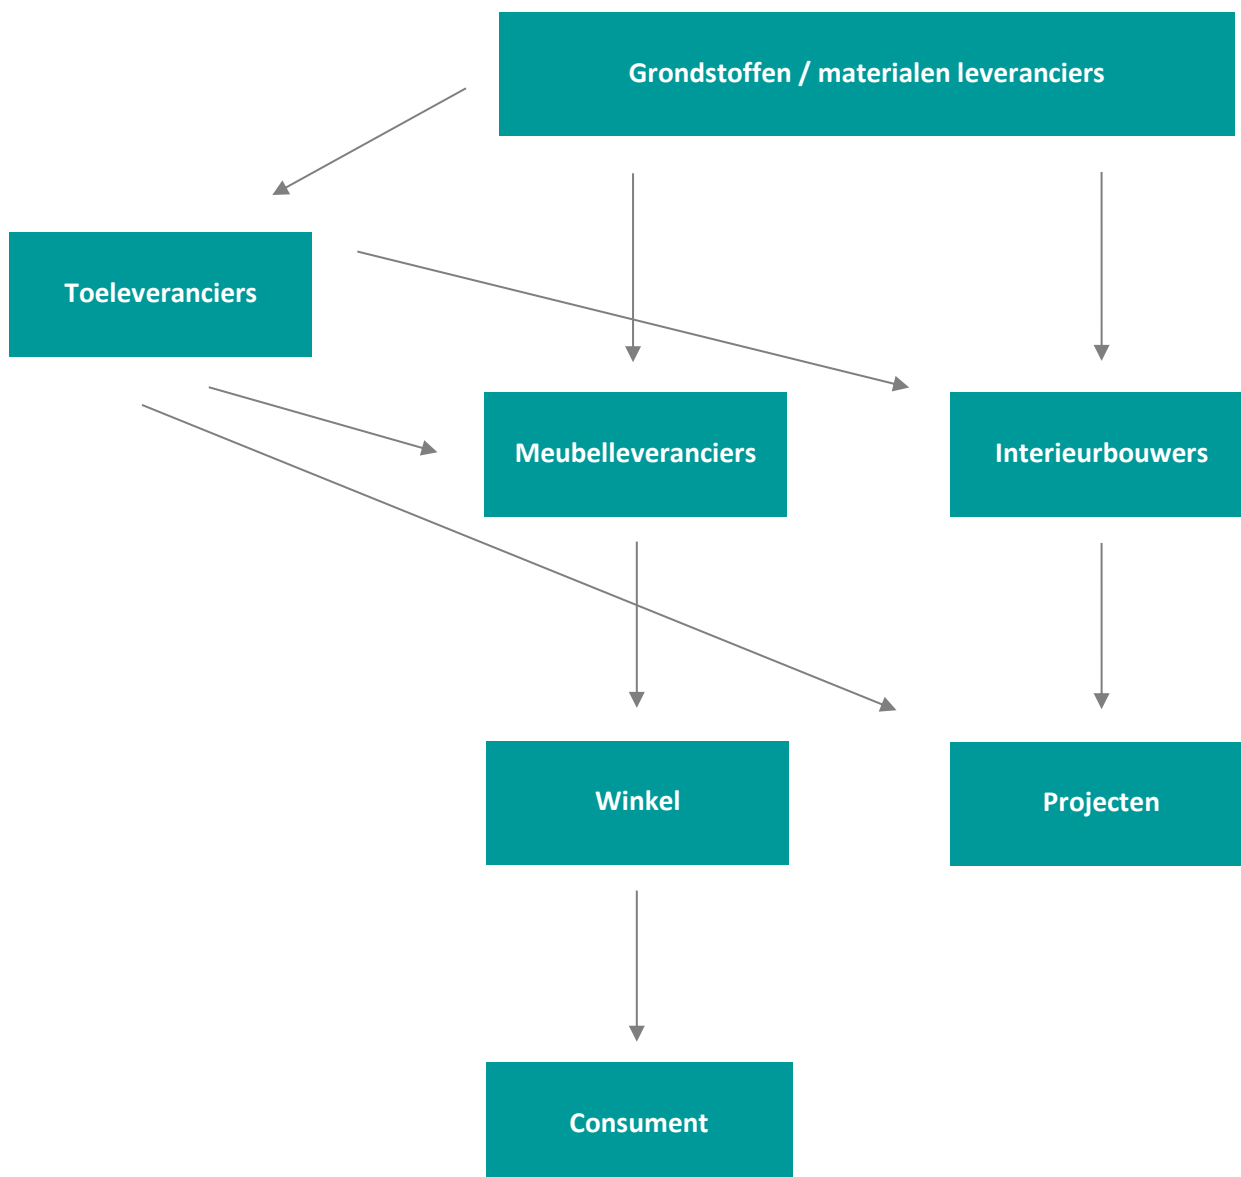 Grondstoffen / materialen leveranciers
Toeleveranciers
Meubelleveranciers
Interieurbouwers
Winkel
Projecten
Consument